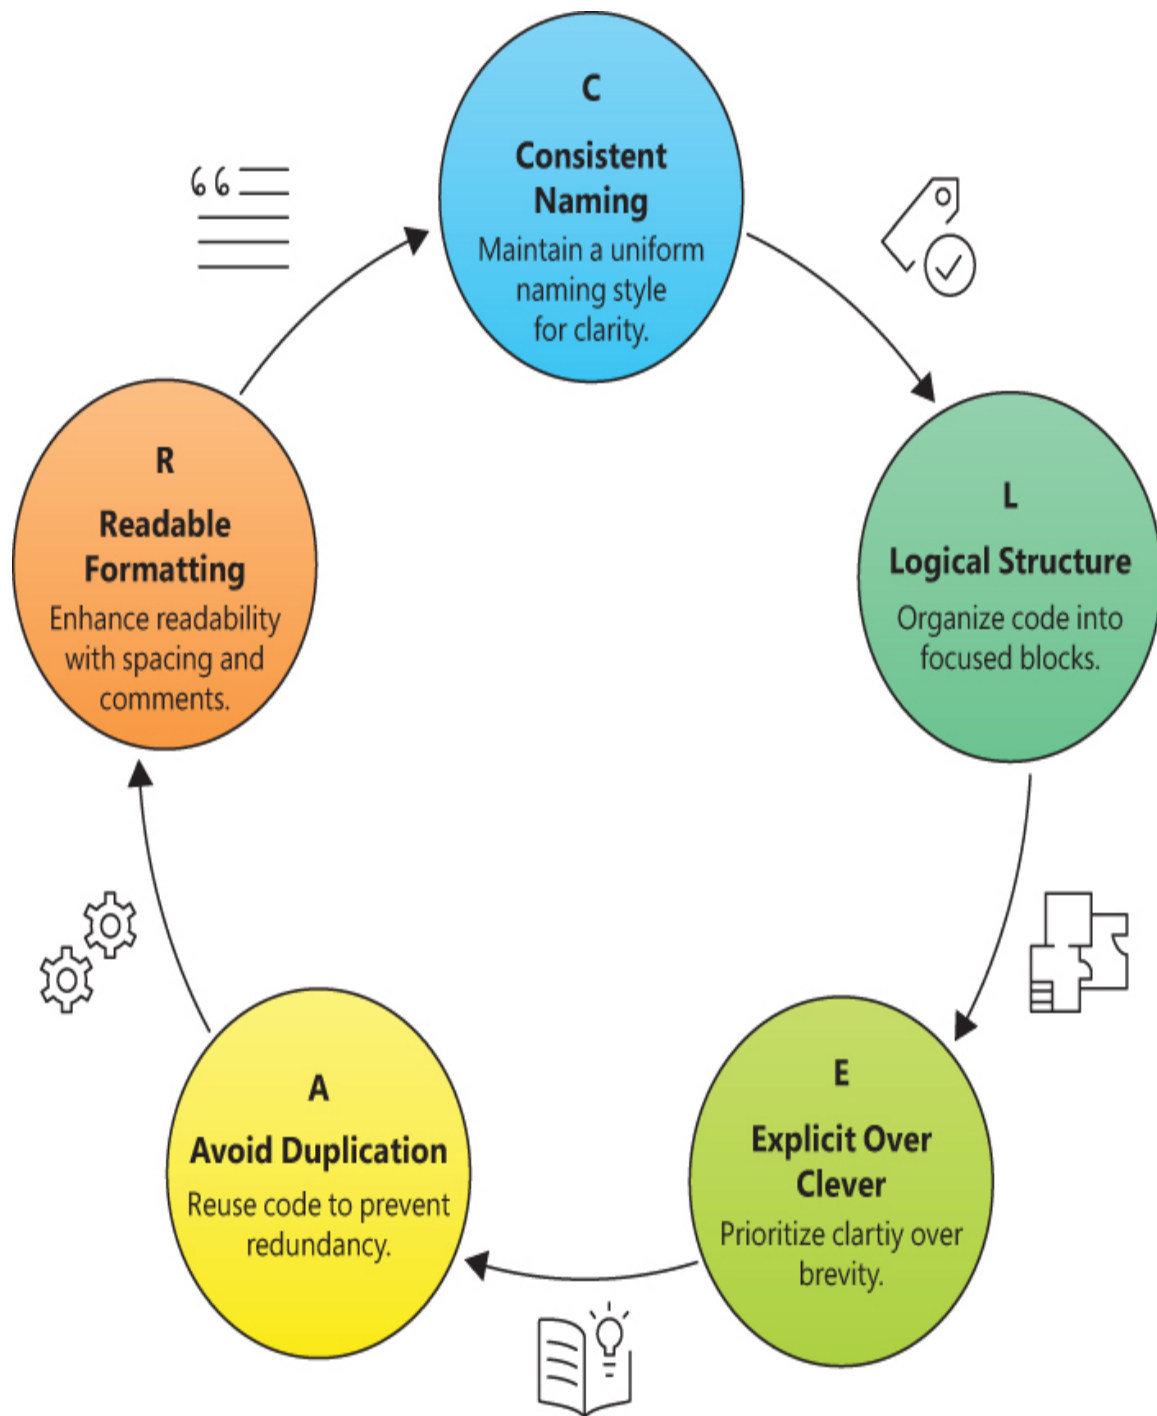 C
Consistent
Naming
Maintain a uniform
naming style
for clarity.
L
Logical Structure
Organize code into
focused blocks.
E
Explicit Over
Clever
Prioritize clartiy over
brevity.
A
Avoid Duplication
Reuse code to prevent
redundancy.
R
Readable
Formatting
Enhance readability
with spacing and
comments.